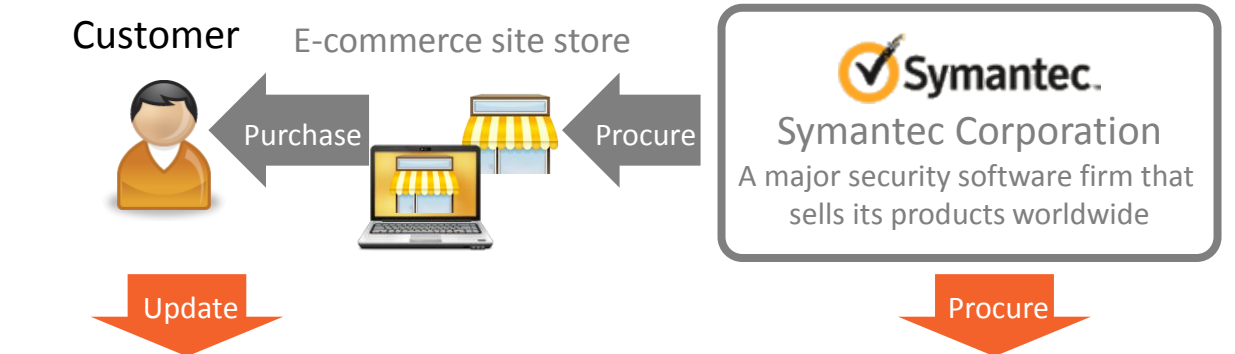 Customer
E-commerce site store
Purchase
Procure
Symantec.
Symantec Corporation
A major security software firm that
sells its products worldwide
Update
Procure